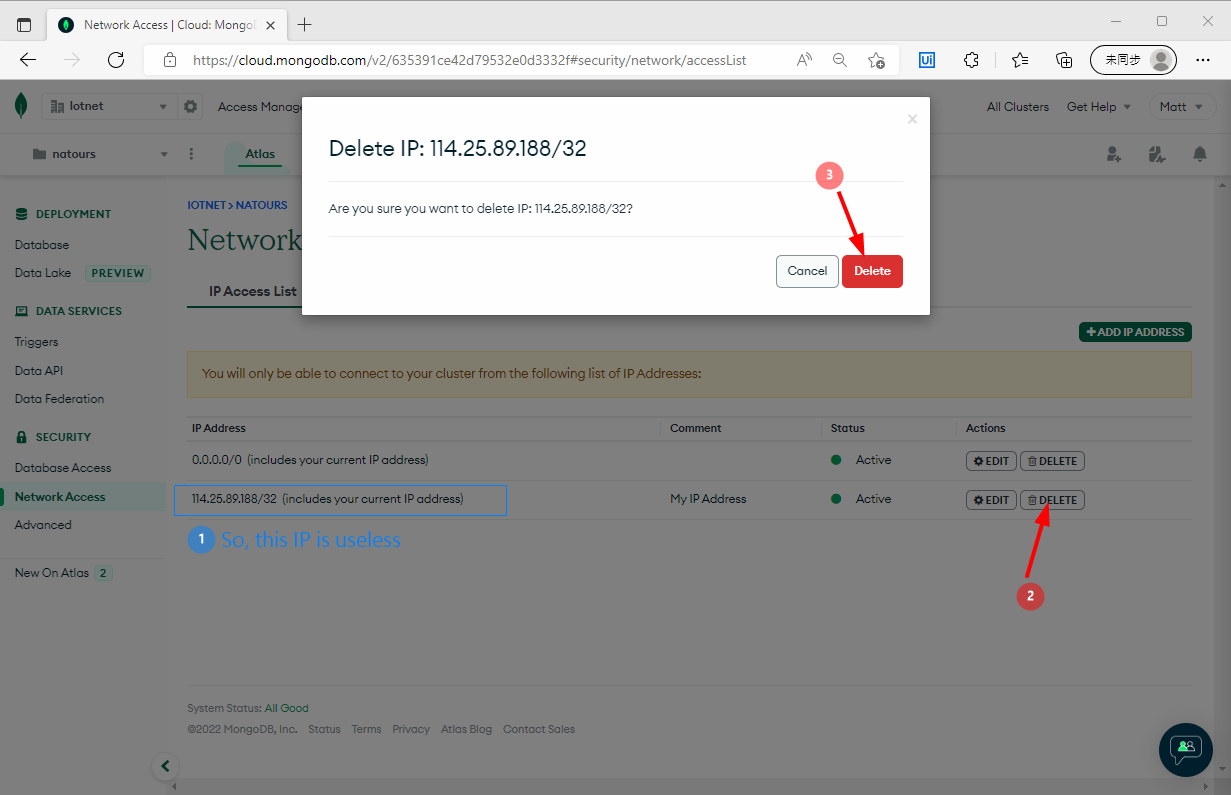 Network Access | Cloud: MongoD
https://cloud.mongodb.com/v2/635391ce42d79532e0d3332f#security/network/accessList
未同步
Iotnet
Access Manag
All Clusters
Get Help
Matt
natours
Atlas
Delete IP: 114.25.89.188/32
3
Are you sure you want to delete IP: 114.25.89.188/32?
Cancel
Delete
DEPLOYMENT
Database
Data Lake PREVIEW
DATA SERVICES
Triggers
Data API
Data Federation
SECURITY
Database Access
Network Access
Advanced
New On Atlas 2
IOTNET > NATOURS
Network
IP Access List
+ ADD IP ADDRESS
You will only be able to connect to your cluster from the following list of IP Addresses:
IP Address Comment Status Actions
0.0.0.0/0 (includes your current IP address) Active EDIT DELETE
114.25.89.188/32 (includes your current IP address) My IP Address Active EDIT DELETE
1 So, this IP is useless
2
System Status: All Good
©2022 MongoDB, Inc. Status Terms Privacy Atlas Blog Contact Sales